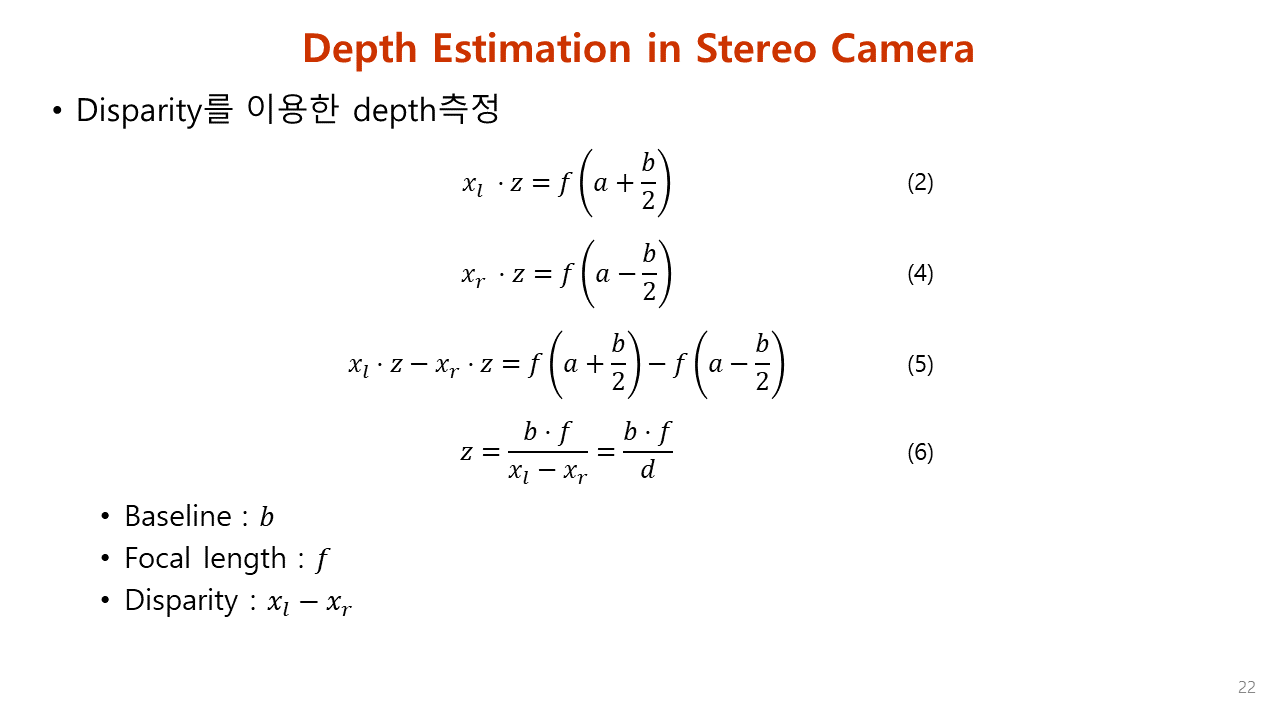 Depth Estimation in Stereo Camera
• Disparity를 이용한 depth측정
$x_l \cdot z = f\left(a + \frac{b}{2}\right)$ (2)
$x_r \cdot z = f\left(a - \frac{b}{2}\right)$ (4)
$x_l \cdot z - x_r \cdot z = f\left(a + \frac{b}{2}\right) - f\left(a - \frac{b}{2}\right)$ (5)
$z = \frac{b \cdot f}{x_l - x_r} = \frac{b \cdot f}{d}$ (6)
• Baseline : $b$
• Focal length : $f$
• Disparity : $x_l - x_r$
22